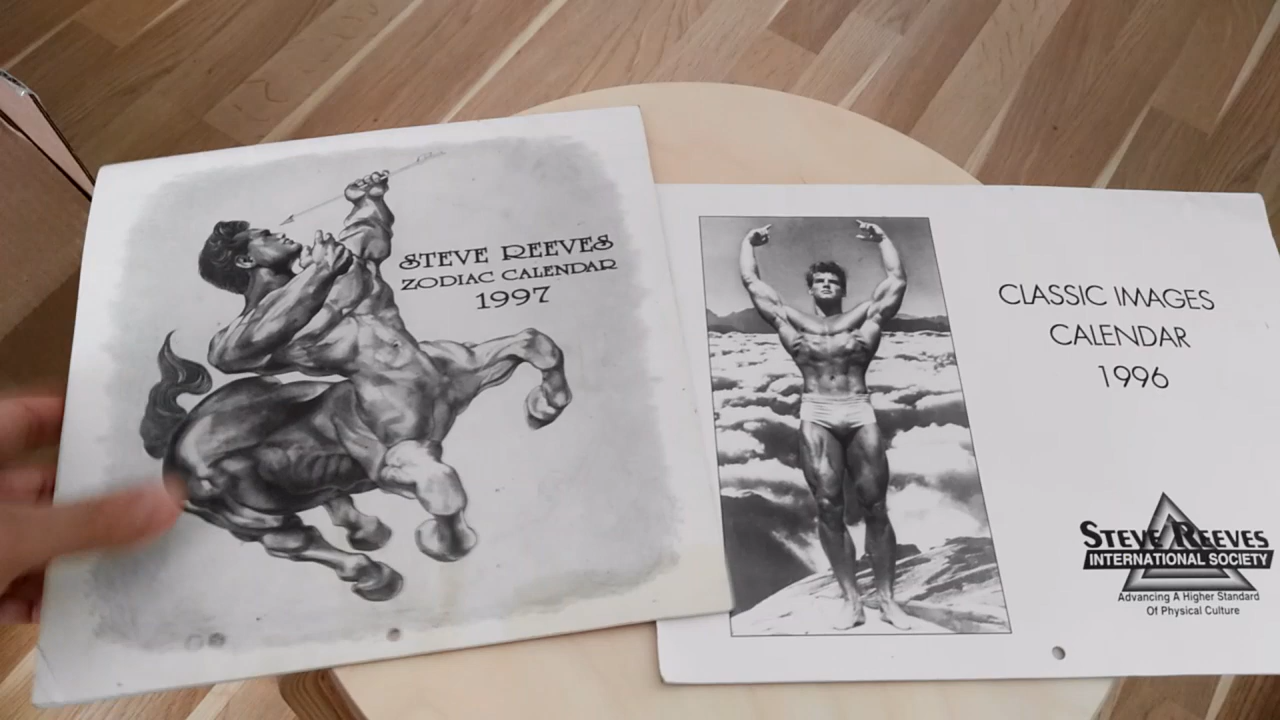 STEVE REEVES
ZODIAC CALENDAR
1997
CLASSIC IMAGES
CALENDAR
1996
STEVE REEVES
INTERNATIONAL SOCIETY
Advancing A Higher Standard
Of Physical Culture